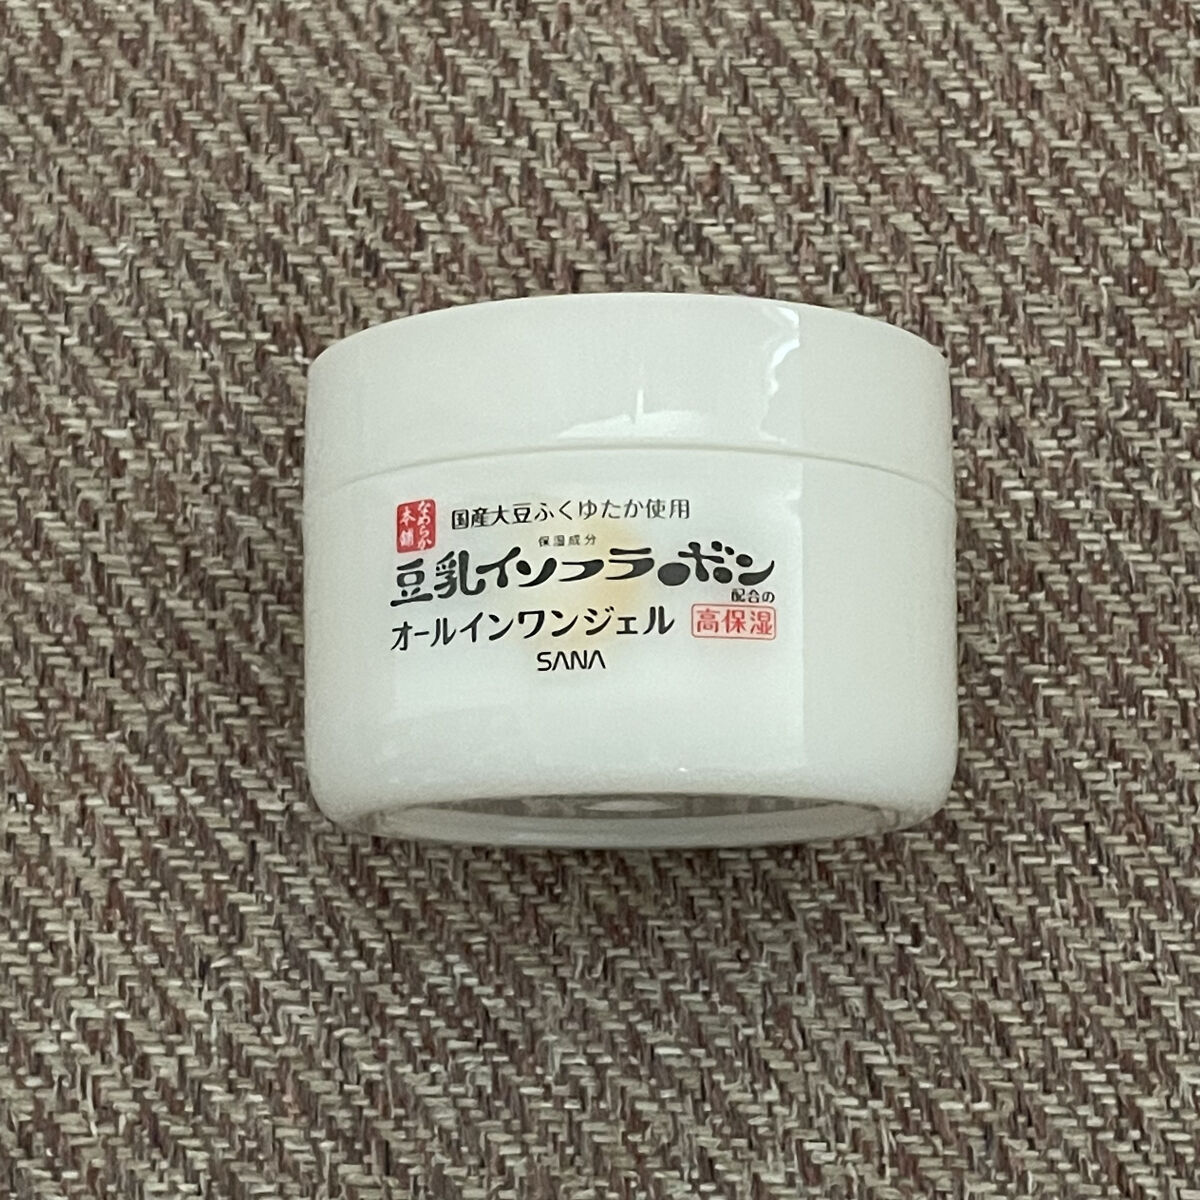 なめらか
本舗
国産大豆ふくゆたか使用
保湿成分
豆乳イソフラボン
配合の
オールインワンジェル 高保湿
SANA